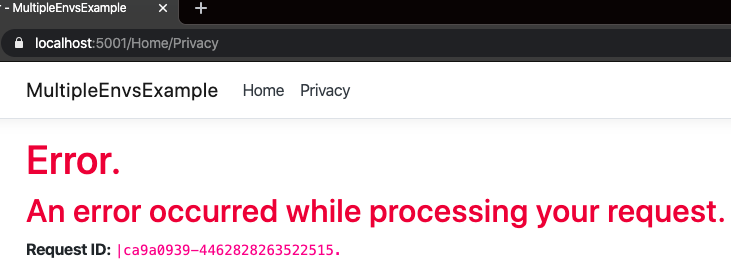 - MultipleEnvsExample
localhost:5001/Home/Privacy
MultipleEnvsExample Home Privacy
Error.
An error occurred while processing your request.
Request ID: |ca9a0939-4462828263522515.